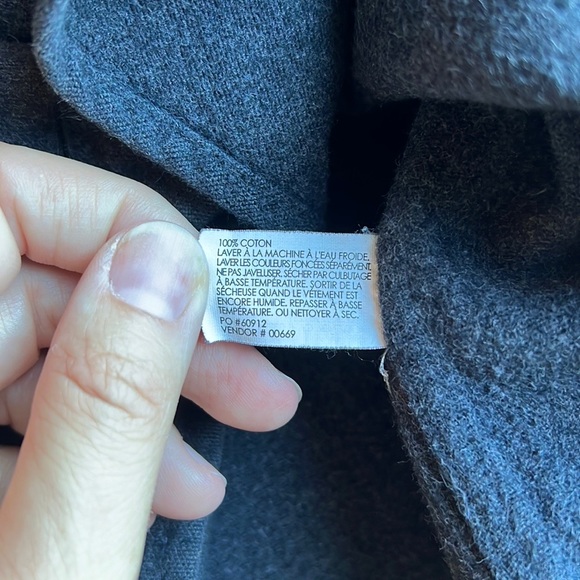 100% COTON
LAVER À LA MACHINE À L'EAU FROIDE.
LAVER LES COULEURS FONCÉES SÉPARÉMENT.
NE PAS JAVELLISER. SÉCHER PAR CULBUTAGE
À BASSE TEMPÉRATURE. SORTIR DE LA
SÉCHEUSE QUAND LE VÊTEMENT EST
ENCORE HUMIDE. REPASSER À BASSE
TEMPÉRATURE. OU NETTOYER À SEC.
PO #60912
VENDOR # 00669